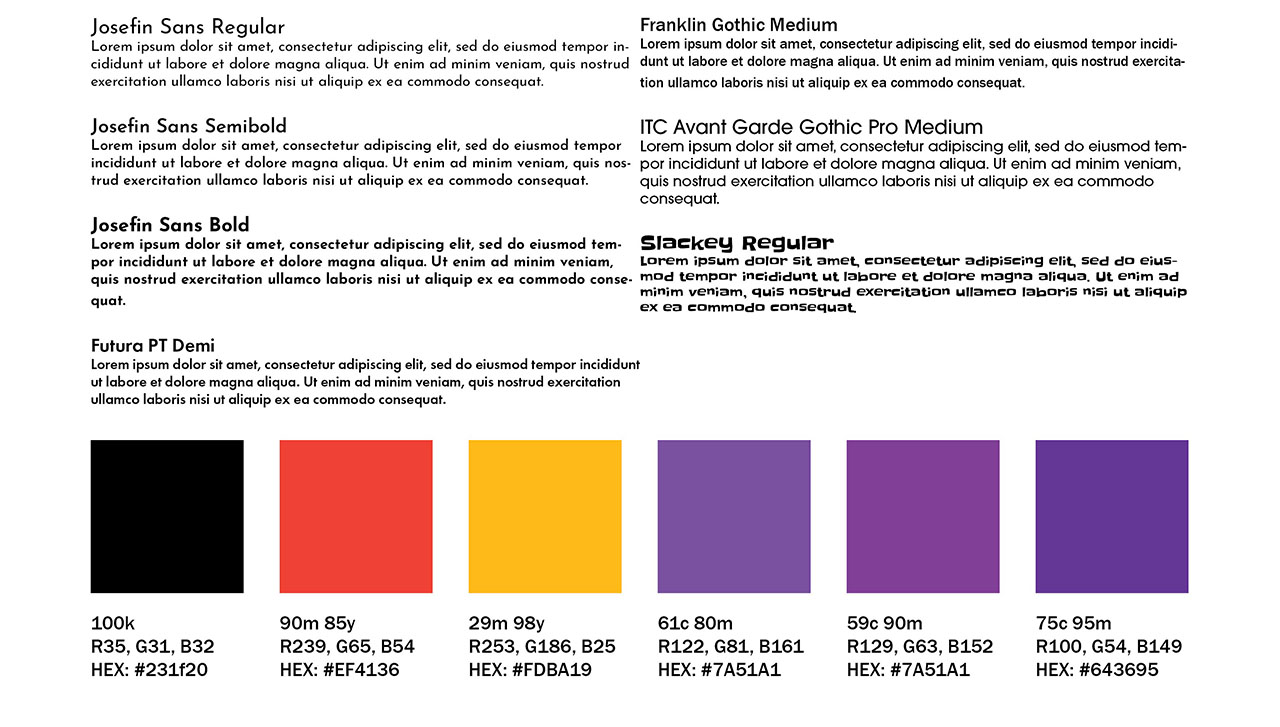 Josefin Sans Regular
Lorem ipsum dolor sit amet, consectetur adipiscing elit, sed do eiusmod tempor in-
cididunt ut labore et dolore magna aliqua. Ut enim ad minim veniam, quis nostrud
exercitation ullamco laboris nisi ut aliquip ex ea commodo consequat.
Josefin Sans Semibold
Lorem ipsum dolor sit amet, consectetur adipiscing elit, sed do eiusmod tempor
incididunt ut labore et dolore magna aliqua. Ut enim ad minim veniam, quis nos-
trud exercitation ullamco laboris nisi ut aliquip ex ea commodo consequat.
Josefin Sans Bold
Lorem ipsum dolor sit amet, consectetur adipiscing elit, sed do eiusmod tem-
por incididunt ut labore et dolore magna aliqua. Ut enim ad minim veniam,
quis nostrud exercitation ullamco laboris nisi ut aliquip ex ea commodo conse-
quat.
Futura PT Demi
Lorem ipsum dolor sit amet, consectetur adipiscing elit, sed do eiusmod tempor incididunt
ut labore et dolore magna aliqua. Ut enim ad minim veniam, quis nostrud exercitation
ullamco laboris nisi ut aliquip ex ea commodo consequat.
Franklin Gothic Medium
Lorem ipsum dolor sit amet, consectetur adipiscing elit, sed do eiusmod tempor incidi-
dunt ut labore et dolore magna aliqua. Ut enim ad minim veniam, quis nostrud exercita-
tion ullamco laboris nisi ut aliquip ex ea commodo consequat.
ITC Avant Garde Gothic Pro Medium
Lorem ipsum dolor sit amet, consectetur adipiscing elit, sed do eiusmod tem-
por incididunt ut labore et dolore magna aliqua. Ut enim ad minim veniam,
quis nostrud exercitation ullamco laboris nisi ut aliquip ex ea commodo
consequat.
Slackey Regular
Lorem ipsum dolor sit amet, consectetur adipiscing elit, sed do eius-
mod tempor incididunt ut labore et dolore magna aliqua. Ut enim ad
minim veniam, quis nostrud exercitation ullamco laboris nisi ut aliquip
ex ea commodo consequat.
100k
R35, G31, B32
HEX: #231f20
90m 85y
R239, G65, B54
HEX: #EF4136
29m 98y
R253, G186, B25
HEX: #FDBA19
61c 80m
R122, G81, B161
HEX: #7A51A1
59c 90m
R129, G63, B152
HEX: #7A51A1
75c 95m
R100, G54, B149
HEX: #643695